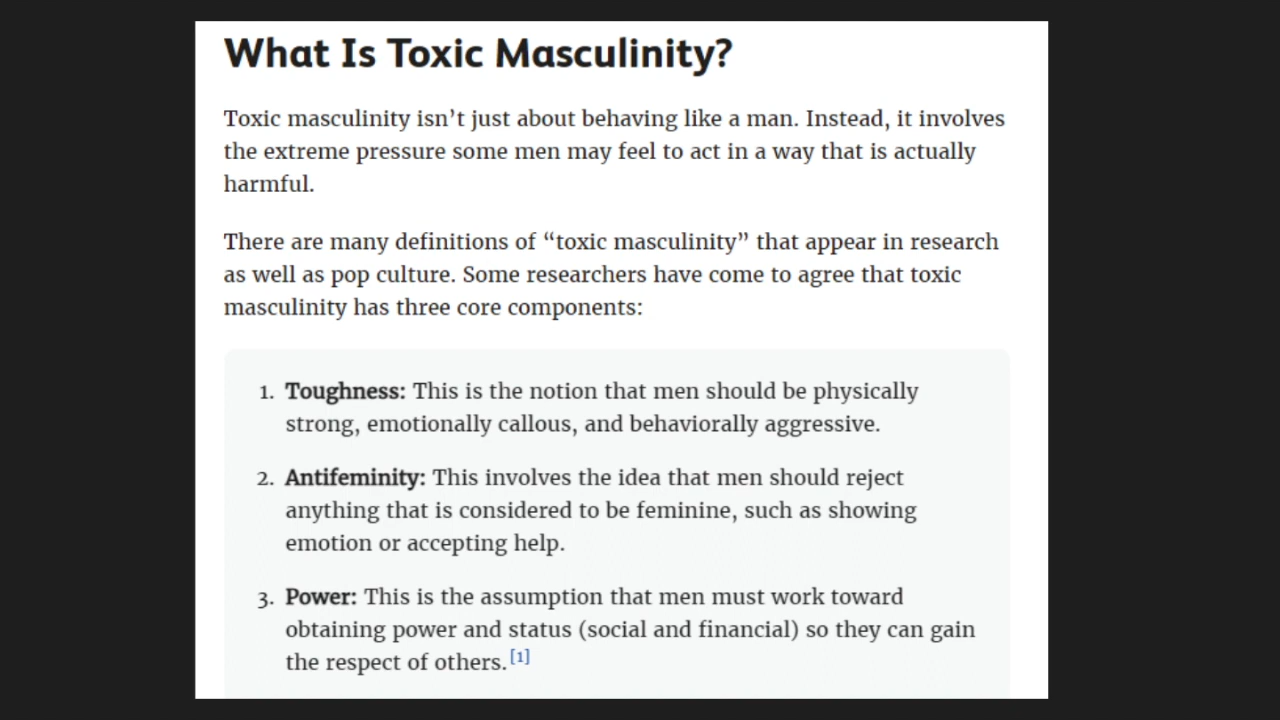 What Is Toxic Masculinity?
Toxic masculinity isn’t just about behaving like a man. Instead, it involves
the extreme pressure some men may feel to act in a way that is actually
harmful.
There are many definitions of “toxic masculinity” that appear in research
as well as pop culture. Some researchers have come to agree that toxic
masculinity has three core components:
1. Toughness: This is the notion that men should be physically
strong, emotionally callous, and behaviorally aggressive.
2. Antifeminity: This involves the idea that men should reject
anything that is considered to be feminine, such as showing
emotion or accepting help.
3. Power: This is the assumption that men must work toward
obtaining power and status (social and financial) so they can gain
the respect of others.[1]